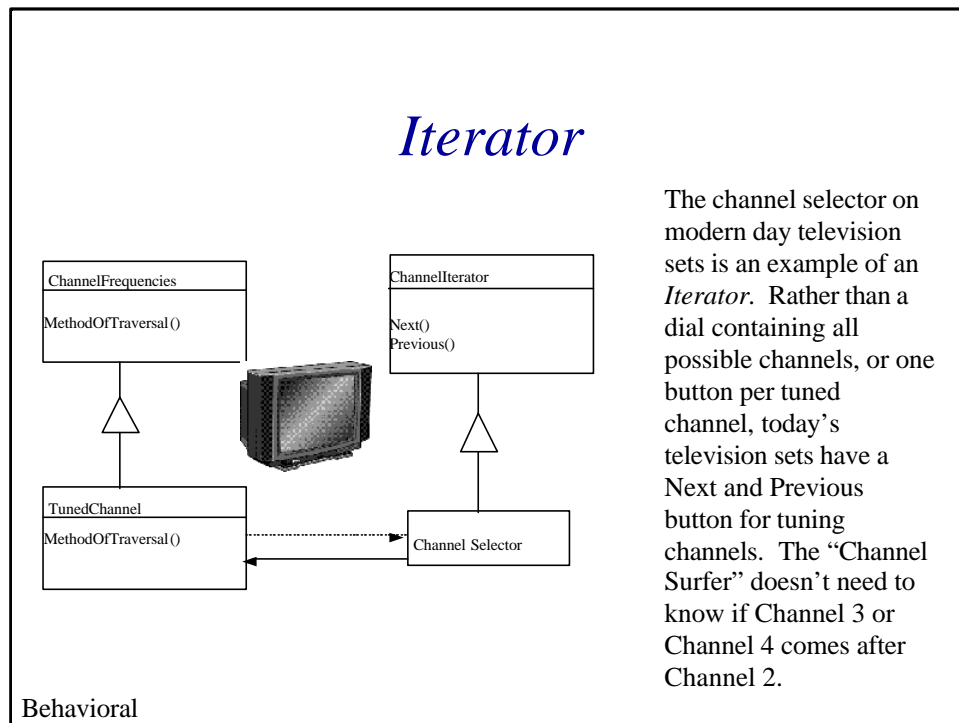 Iterator
ChannelFrequencies
MethodOfTraversal()
ChannelIterator
Next()
Previous()
TunedChannel
MethodOfTraversal()
Channel Selector
The channel selector on
modern day television
sets is an example of an
Iterator. Rather than a
dial containing all
possible channels, or one
button per tuned
channel, today’s
television sets have a
Next and Previous
button for tuning
channels. The “Channel
Surfer” doesn’t need to
know if Channel 3 or
Channel 4 comes after
Channel 2.
Behavioral